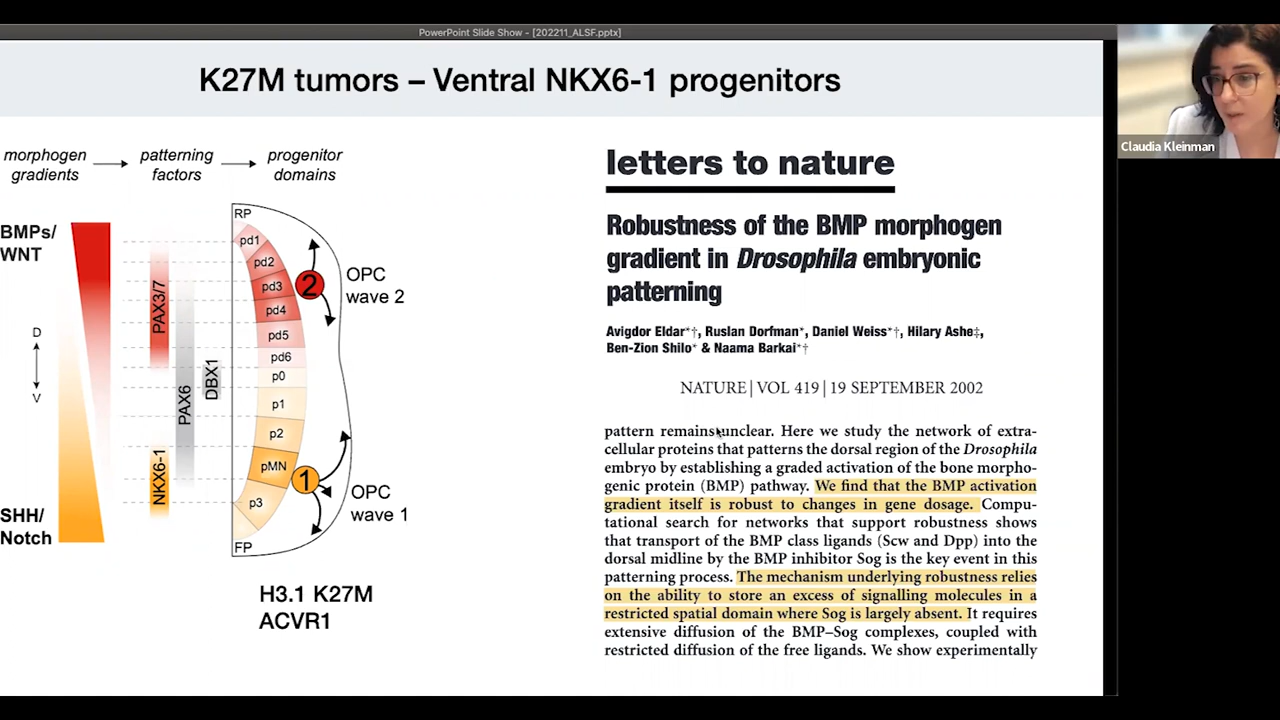 PowerPoint Slide Show - [202211_ALSF.pptx]
K27M tumors – Ventral NKX6-1 progenitors
Claudia Kleinman
morphogen
gradients
patterning
factors
progenitor
domains
BMPs/
WNT
D
V
SHH/
Notch
PAX3/7
NKX6-1
PAX6
DBX1
RP
pd1
pd2
pd3
pd4
pd5
pd6
p0
p1
p2
pMN
p3
FP
2
OPC
wave 2
1
OPC
wave 1
H3.1 K27M
ACVR1
letters to nature
Robustness of the BMP morphogen
gradient in Drosophila embryonic
patterning
Avigdor Eldar*†, Ruslan Dorfman*, Daniel Weiss*†, Hilary Ashe‡,
Ben-Zion Shilo* & Naama Barkai*†
NATURE | VOL 419 | 19 SEPTEMBER 2002
pattern remains unclear. Here we study the network of extra-
cellular proteins that patterns the dorsal region of the Drosophila
embryo by establishing a graded activation of the bone morpho-
genic protein (BMP) pathway. We find that the BMP activation
gradient itself is robust to changes in gene dosage. Compu-
tational search for networks that support robustness shows
that transport of the BMP class ligands (Scw and Dpp) into the
dorsal midline by the BMP inhibitor Sog is the key event in this
patterning process. The mechanism underlying robustness relies
on the ability to store an excess of signalling molecules in a
restricted spatial domain where Sog is largely absent. It requires
extensive diffusion of the BMP–Sog complexes, coupled with
restricted diffusion of the free ligands. We show experimentally